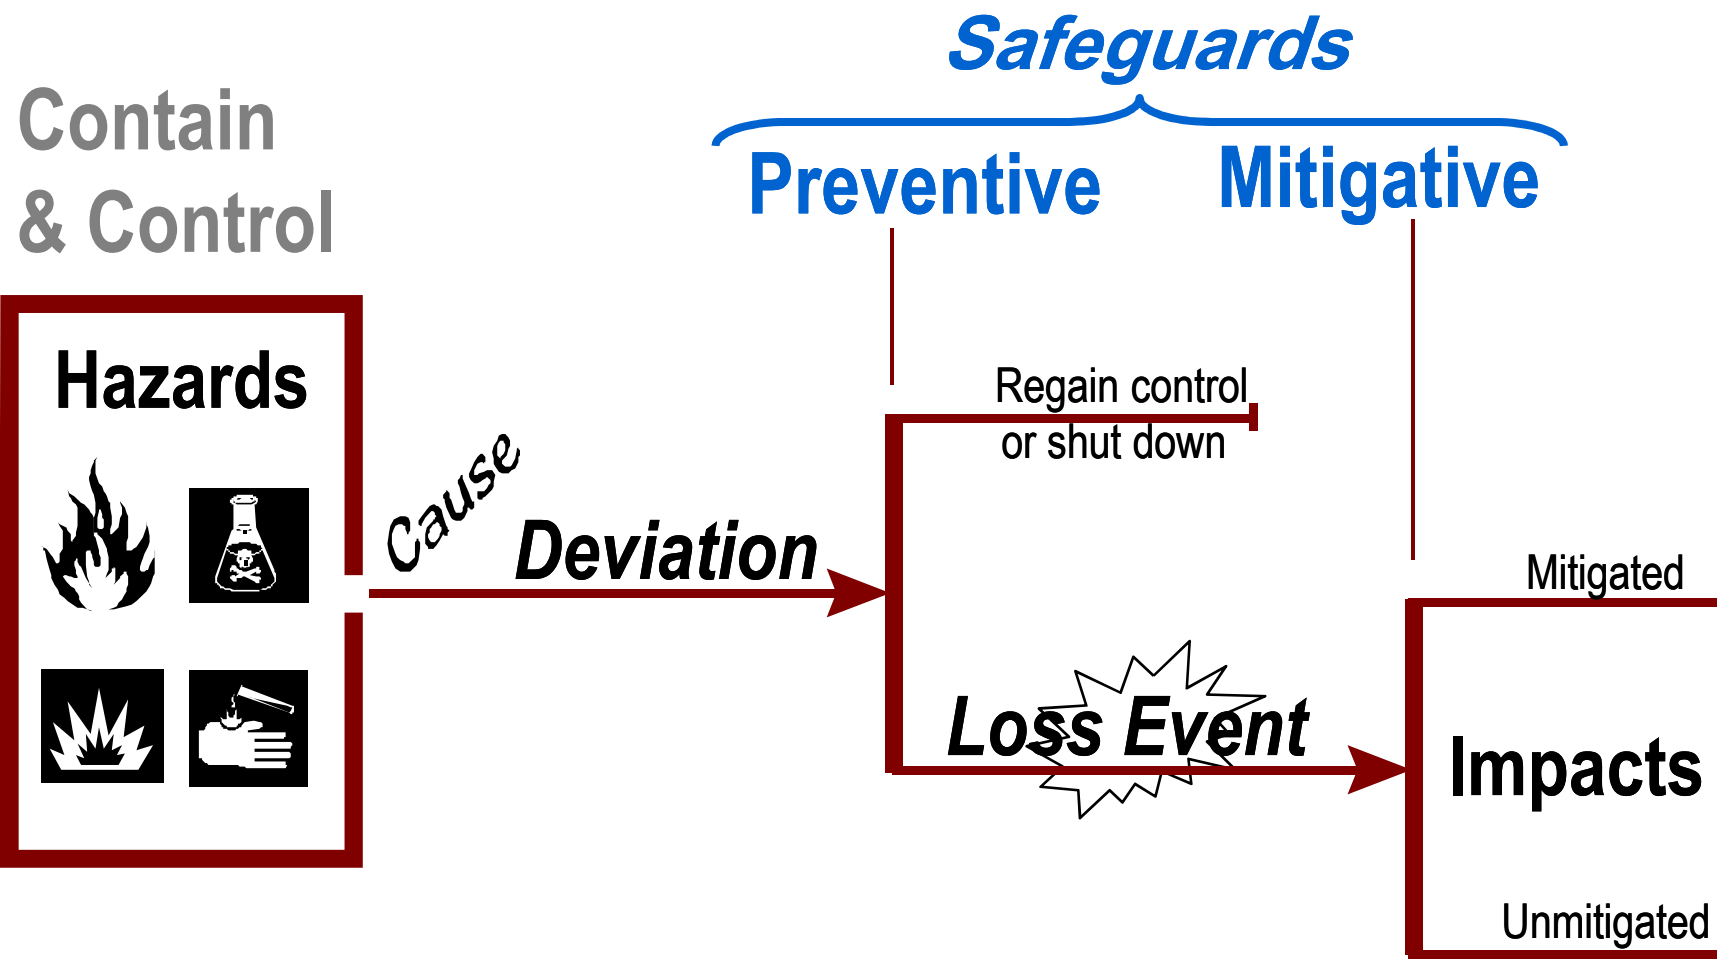 Safeguards
Contain
& Control
Preventive
Mitigative
Hazards
Regain control
or shut down
Cause
Deviation
Mitigated
Loss Event
Impacts
Unmitigated